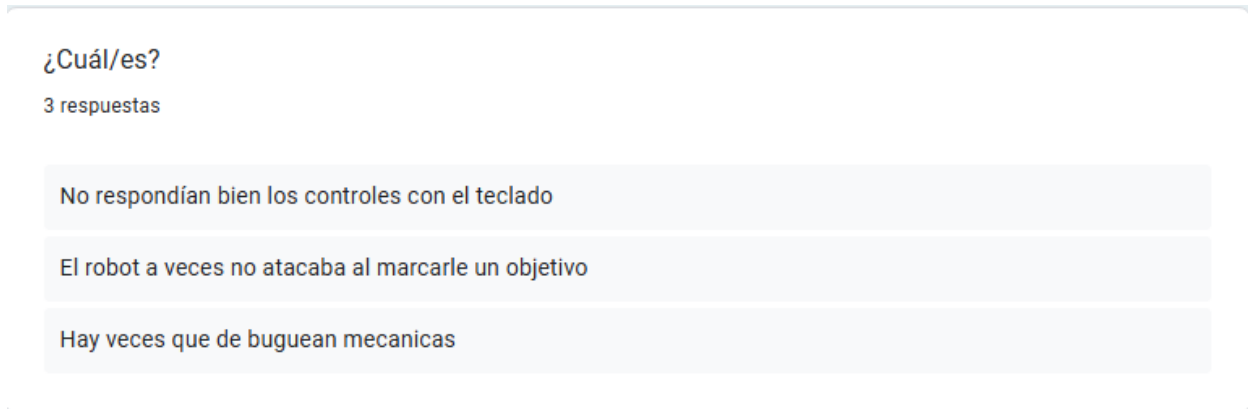 ¿Cuál/es?
3 respuestas
No respondían bien los controles con el teclado
El robot a veces no atacaba al marcarle un objetivo
Hay veces que de buguean mecanicas